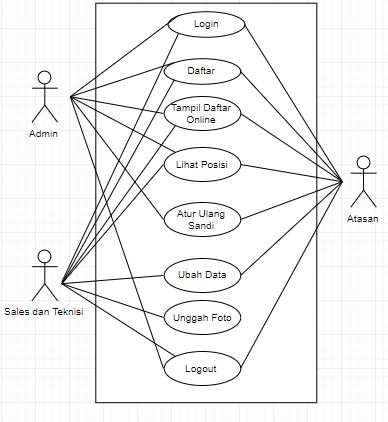 Login
Daftar
Tampil Daftar
Online
Lihat Posisi
Atur Ulang
Sandi
Ubah Data
Unggah Foto
Logout
Admin
Sales dan Teknisi
Atasan